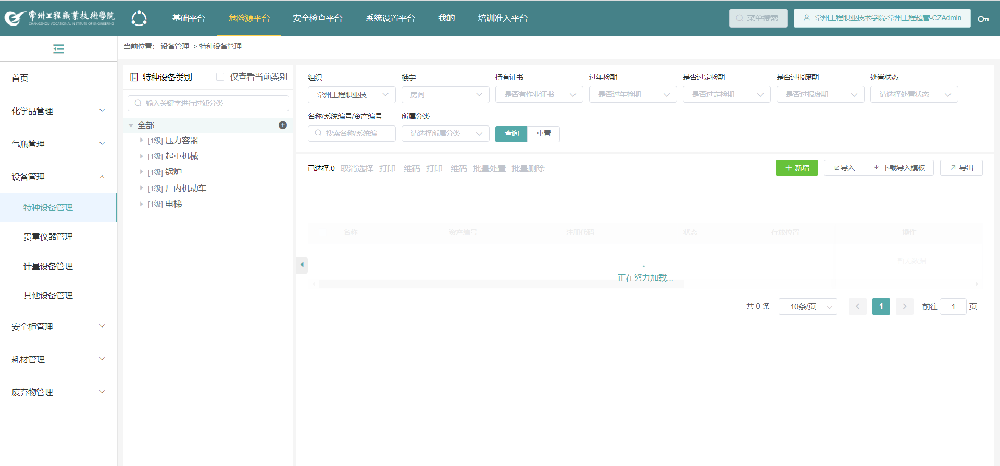 常州工程職業技術學院
CHANGZHOU VOCATIONAL INSTITUTE OF ENGINEERING
基础平台
危险源平台
安全检查平台
系统设置平台
我的
培训准入平台
菜单搜索
常州工程职业技术学院-常州工程超管-CZAdmin
当前位置： 设备管理 -> 特种设备管理
首页
化学品管理
气瓶管理
设备管理
特种设备管理
贵重仪器管理
计量设备管理
其他设备管理
安全柜管理
耗材管理
废弃物管理
特种设备类别
仅查看当前类别
输入关键字进行过滤分类
全部
[1级] 压力容器
[1级] 起重机械
[1级] 锅炉
[1级] 厂内机动车
[1级] 电梯
组织
常州工程职业技...
楼宇
房间
持有证书
是否有作业证书
过年检期
是否过年检期
是否过定检期
是否过定检期
是否过报废期
是否过报废期
处置状态
请选择处置状态
名称/系统编号/资产编号
搜索名称/系统编
所属分类
请选择所属分类
查询
重置
已选择:0 取消选择 打印二维码 打印二维码 批量处置 批量删除
新增
导入
下载导入模板
导出
名称 资产编号 注册代码 状态 存放位置 操作
暂无数据
正在努力加载...
共 0 条
10条/页
1
前往 1 页